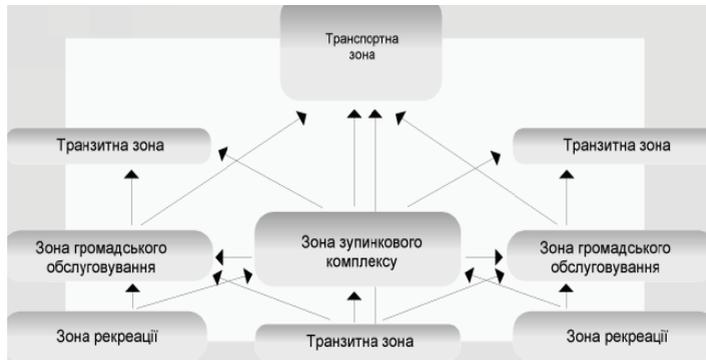 Транспортна
зона
Транзитна зона
Транзитна зона
Зона громадського
обслуговування
Зона зупинкового
комплексу
Зона громадського
обслуговування
Зона рекреації
Транзитна зона
Зона рекреації